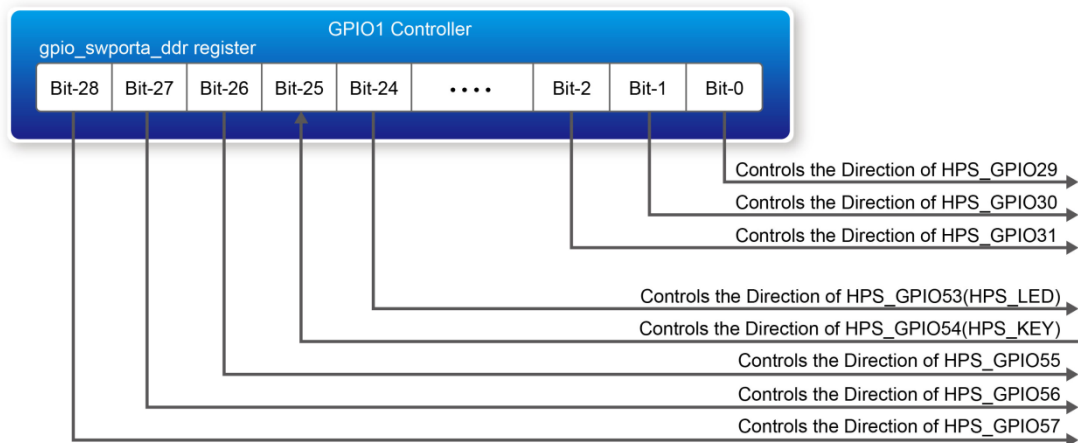 GPIO1 Controller
gpio_swporta_ddr register
Bit-28 Bit-27 Bit-26 Bit-25 Bit-24 •••• Bit-2 Bit-1 Bit-0
Controls the Direction of HPS_GPIO29
Controls the Direction of HPS_GPIO30
Controls the Direction of HPS_GPIO31
Controls the Direction of HPS_GPIO53(HPS_LED)
Controls the Direction of HPS_GPIO54(HPS_KEY)
Controls the Direction of HPS_GPIO55
Controls the Direction of HPS_GPIO56
Controls the Direction of HPS_GPIO57